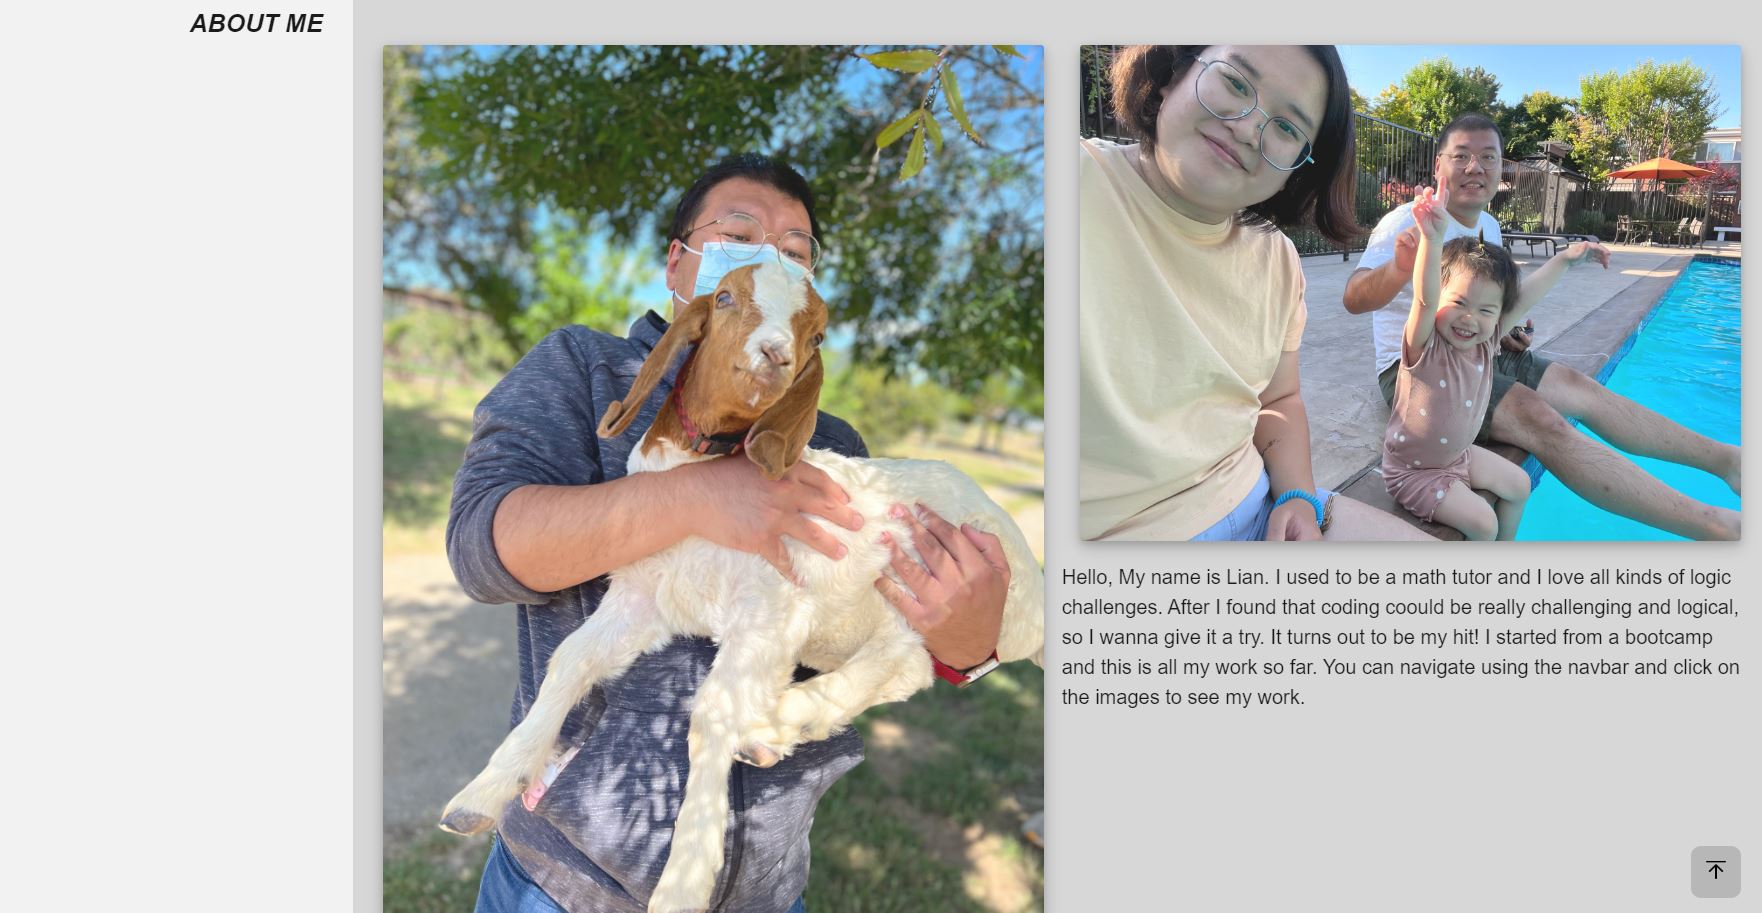 ABOUT ME
Hello, My name is Lian. I used to be a math tutor and I love all kinds of logic
challenges. After I found that coding coould be really challenging and logical,
so I wanna give it a try. It turns out to be my hit! I started from a bootcamp
and this is all my work so far. You can navigate using the navbar and click on
the images to see my work.